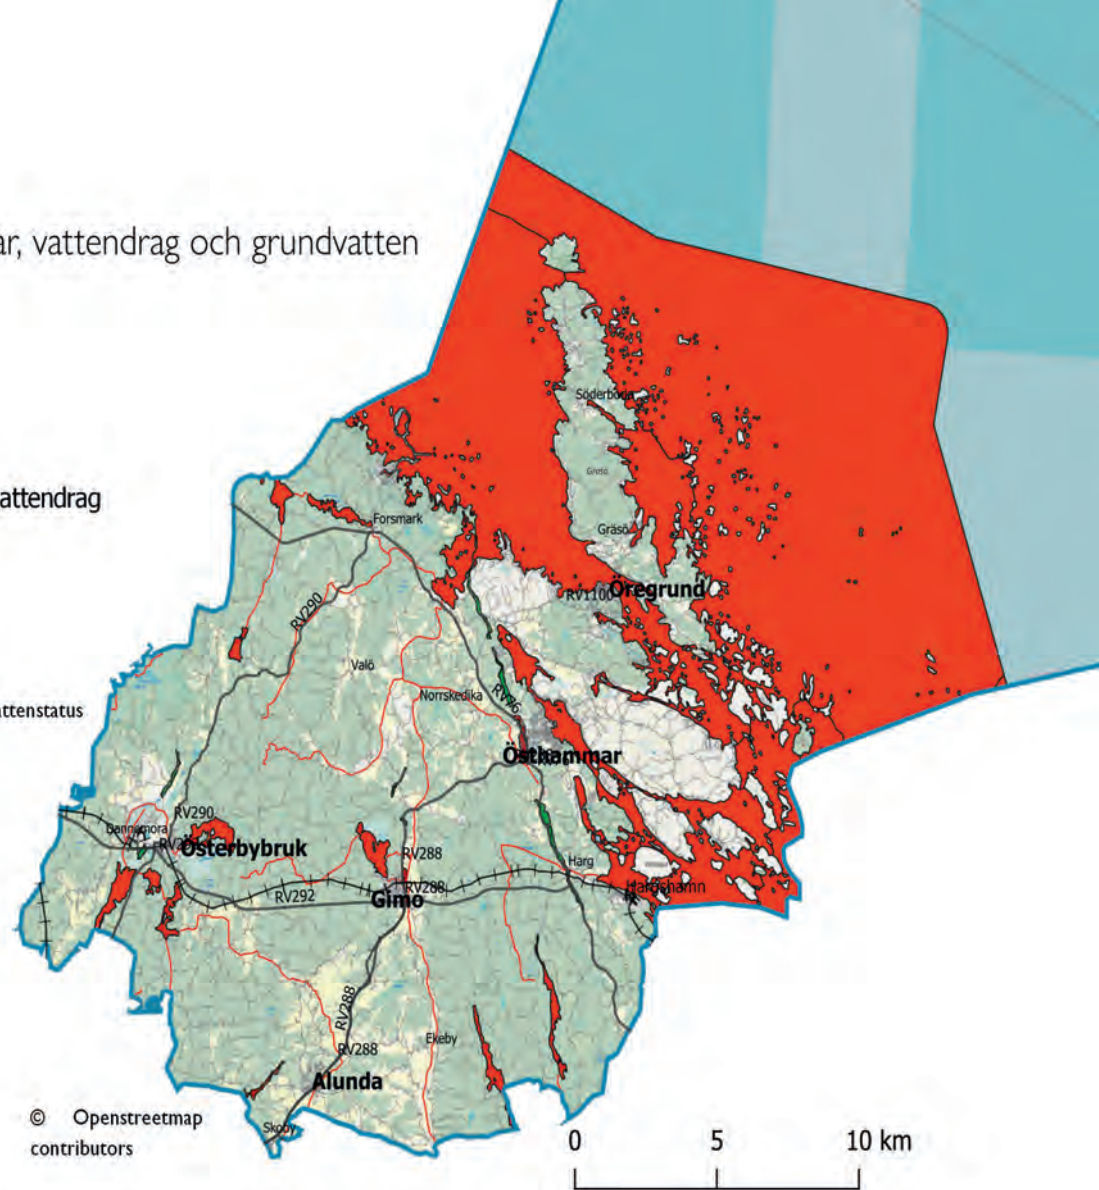 ar, vattendrag och grundvatten
attendrag
attenstatus
Söderboda
Gräsö
Gräsö
Forsmark
Öregrund
RV1100
RV290
Valö
Norrskedika
RV76
Östhammar
RV290
Dannemora
Österbybruk
RV288
Harg
RV288
Hargshamn
RV292
Gimo
RV288
Ekeby
RV288
Alunda
Skoby
© Openstreetmap
contributors
0 5 10 km